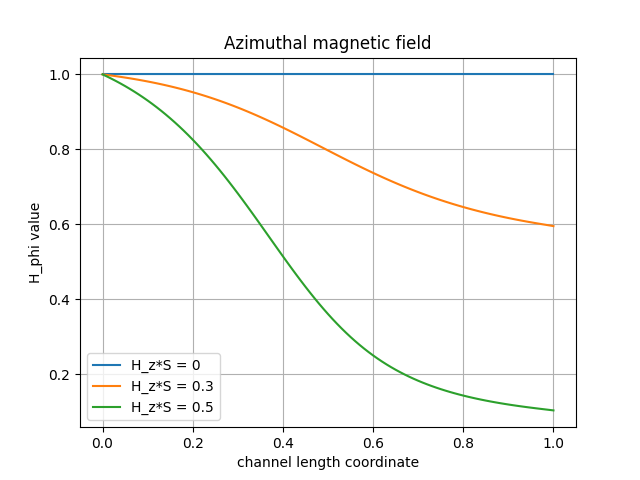 Azimuthal magnetic field
H_phi value
1.0
0.8
0.6
0.4
0.2
H_z*S = 0
H_z*S = 0.3
H_z*S = 0.5
0.0 0.2 0.4 0.6 0.8 1.0
channel length coordinate